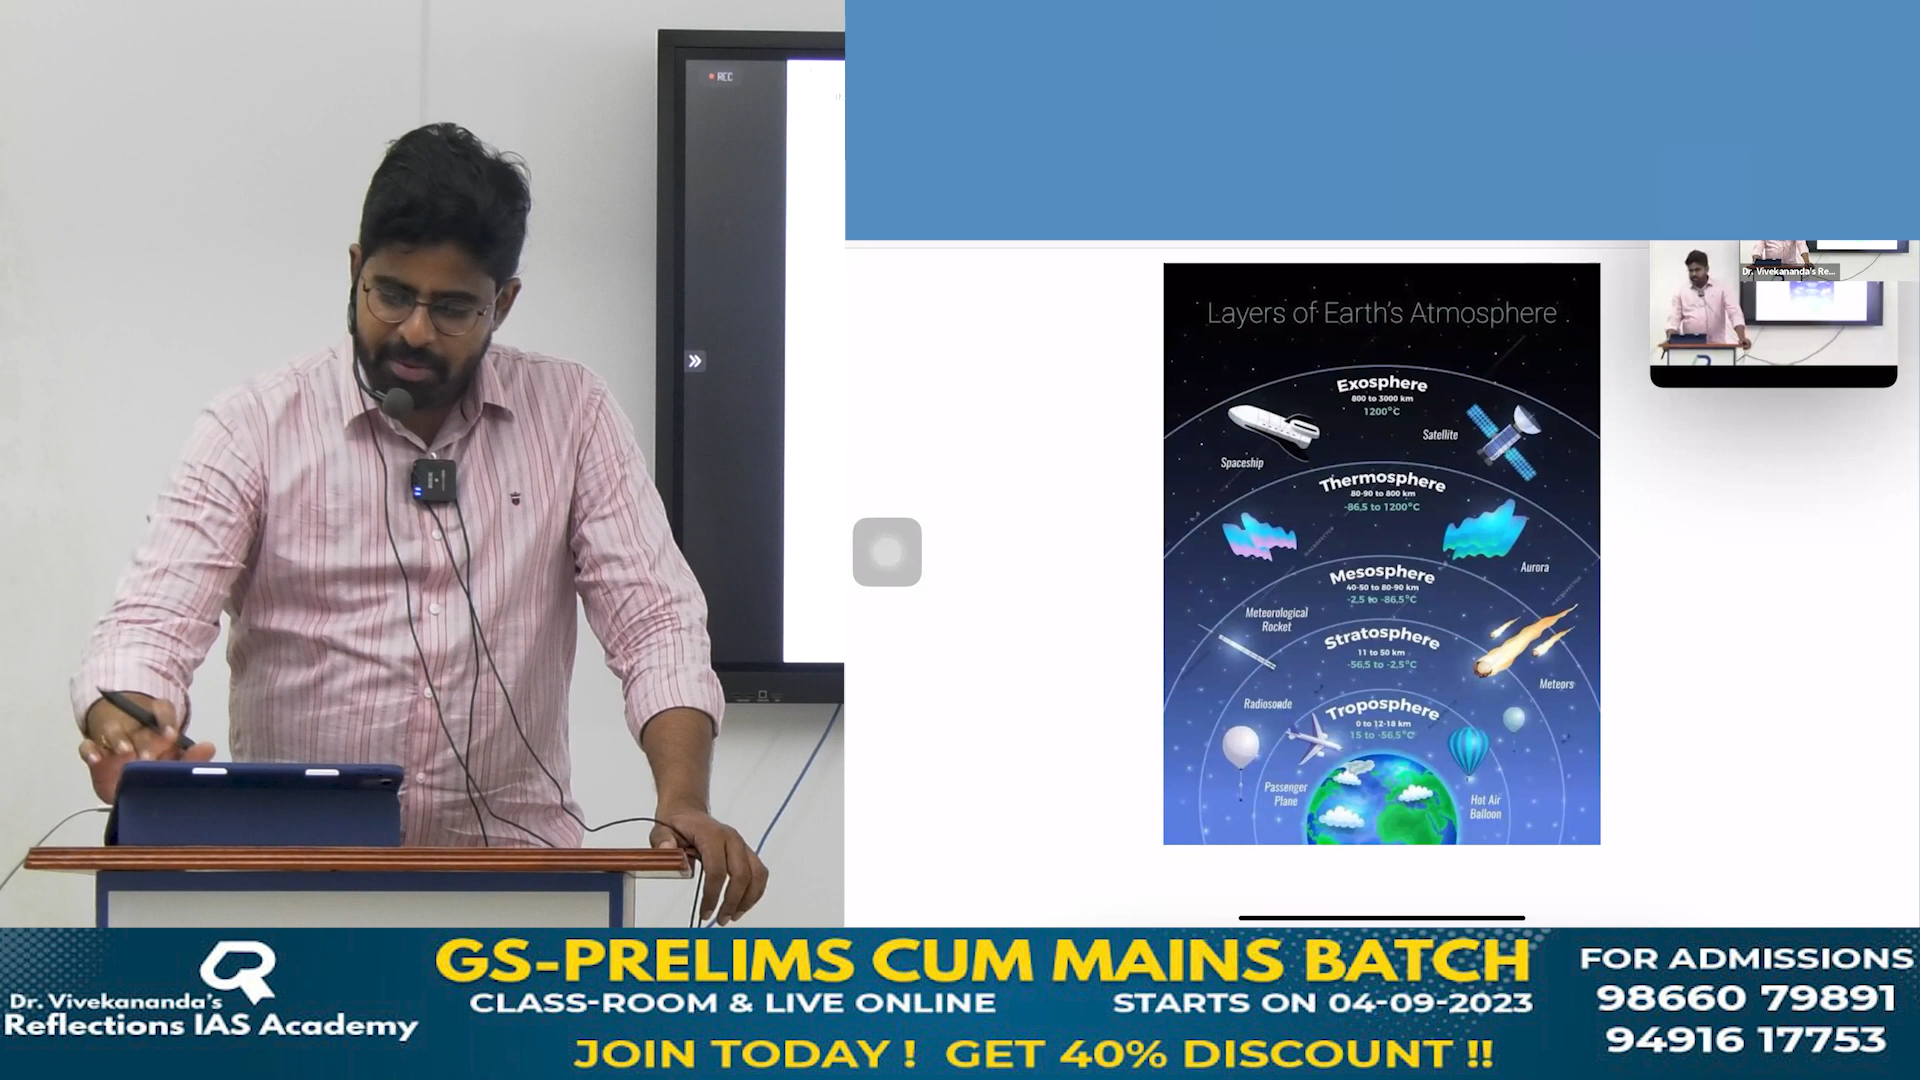 REC
Dr. Vivekananda's Re...
Layers of Earth's Atmosphere
Exosphere
800 to 3000 km
1200°C
Satellite
Spaceship
Thermosphere
80-90 to 800 km
-86,5 to 1200°C
Aurora
Mesosphere
40-50 to 80-90 km
-2,5 to -86,5°C
Meteorological
Rocket
Stratosphere
11 to 50 km
-56,5 to -2,5°C
Meteors
Radiosonde
Troposphere
0 to 12-18 km
15 to -56,5°C
Passenger
Plane
Hot Air
Balloon
Dr. Vivekananda's
Reflections IAS Academy
GS-PRELIMS CUM MAINS BATCH
CLASS-ROOM & LIVE ONLINE STARTS ON 04-09-2023
JOIN TODAY ! GET 40% DISCOUNT !!
FOR ADMISSIONS
98660 79891
94916 17753